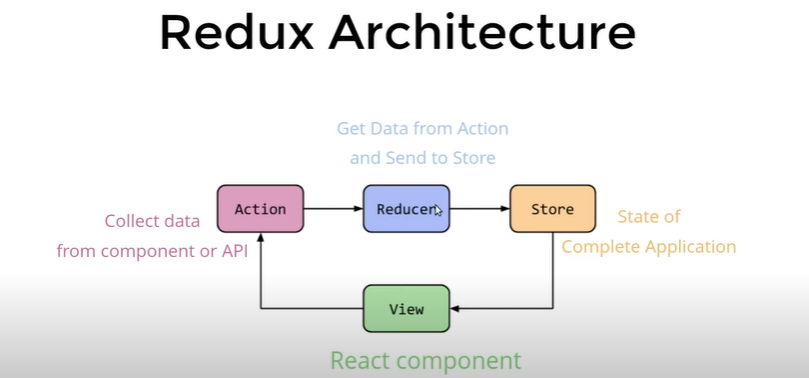 Redux Architecture
Get Data from Action
and Send to Store
Action
Reducer
Store
Collect data
from component or API
State of
Complete Application
View
React component